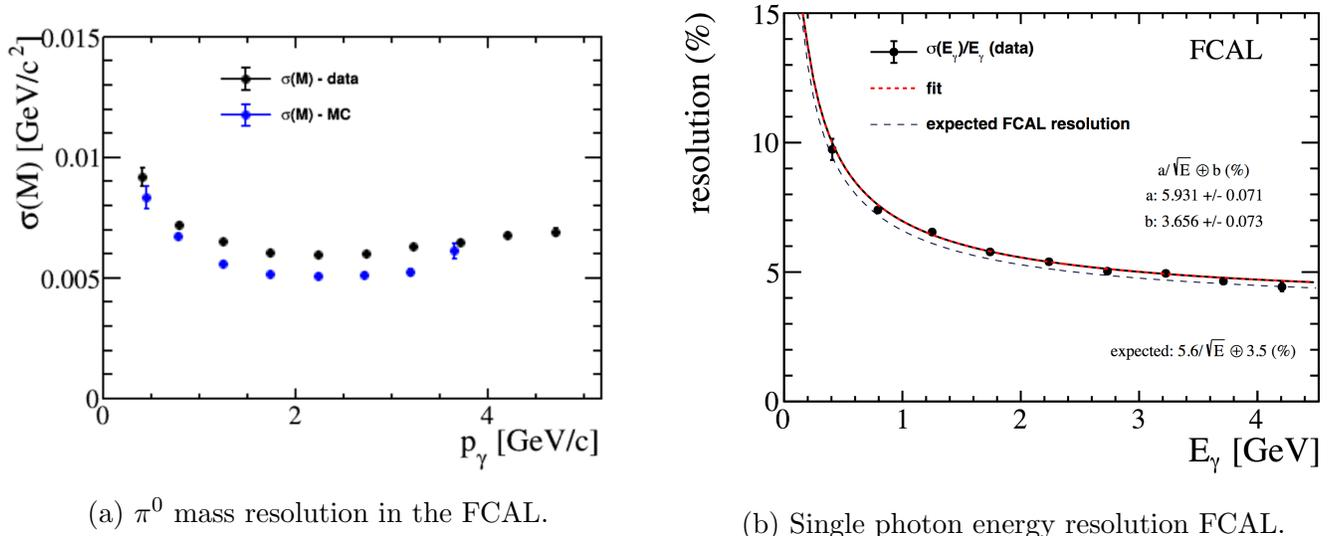 σ(M) [GeV/c²]
0.015
0.01
0.005
0
σ(M) - data
σ(M) - MC
0 2 4
p_γ [GeV/c]
(a) π⁰ mass resolution in the FCAL.
resolution (%)
15
10
5
0
σ(E_γ)/E_γ (data)
fit
expected FCAL resolution
FCAL
a/√E ⊕ b (%)
a: 5.931 +/- 0.071
b: 3.656 +/- 0.073
expected: 5.6/√E ⊕ 3.5 (%)
0 1 2 3 4
E_γ [GeV]
(b) Single photon energy resolution FCAL.